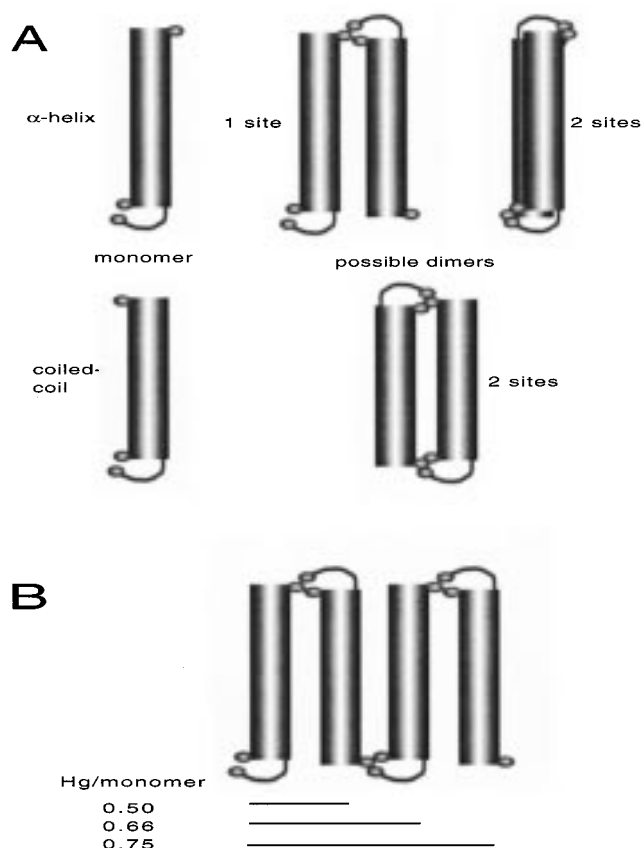 A
α-helix
1 site
2 sites
monomer
possible dimers
coiled-
coil
2 sites
B
Hg/monomer
0.50
0.66
0.75